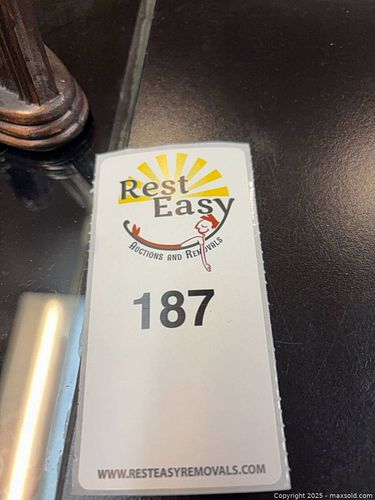 Rest
Easy
AUCTIONS AND REMOVALS
187
WWW.RESTEASYREMOVALS.COM
Copyright 2025 - maxsold.com